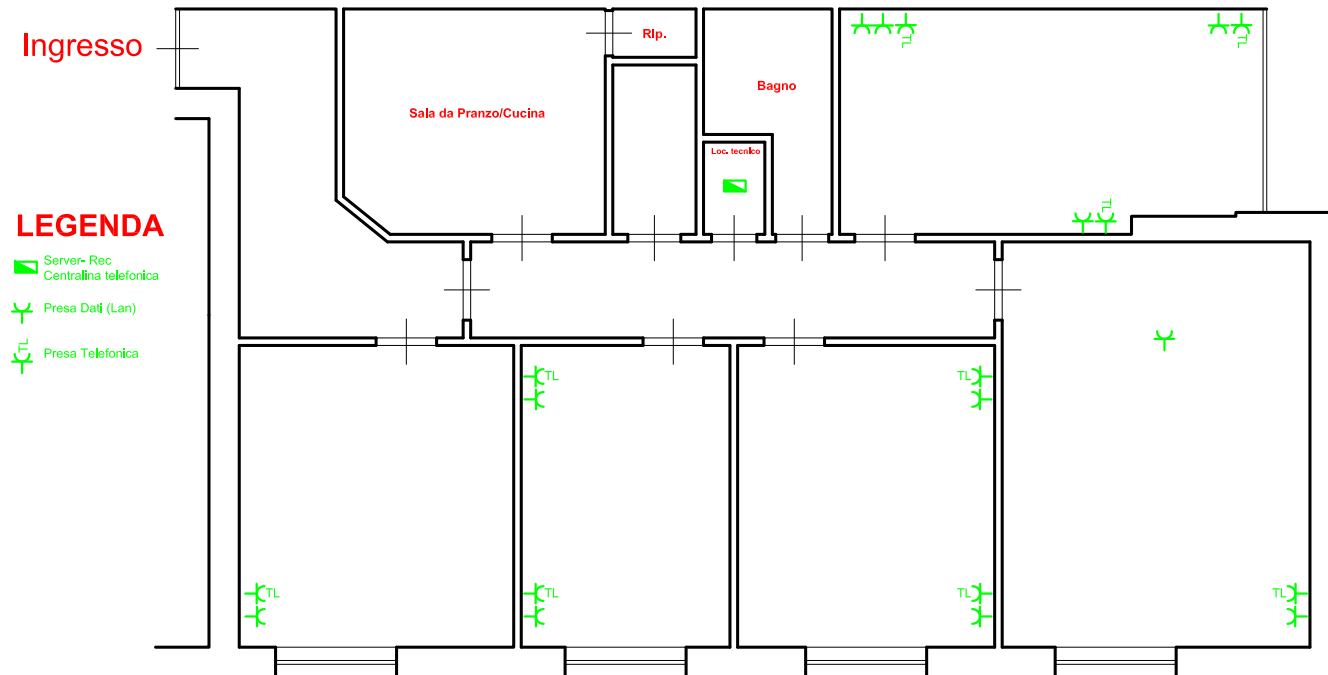 Ingresso
RIp.
Sala da Pranzo/Cucina
Bagno
Loc. tecnico
TL
TL
TL
LEGENDA
Server- Rec
Centralina telefonica
Presa Dati (Lan)
TL
Presa Telefonica
TL
TL
TL
TL
TL
TL